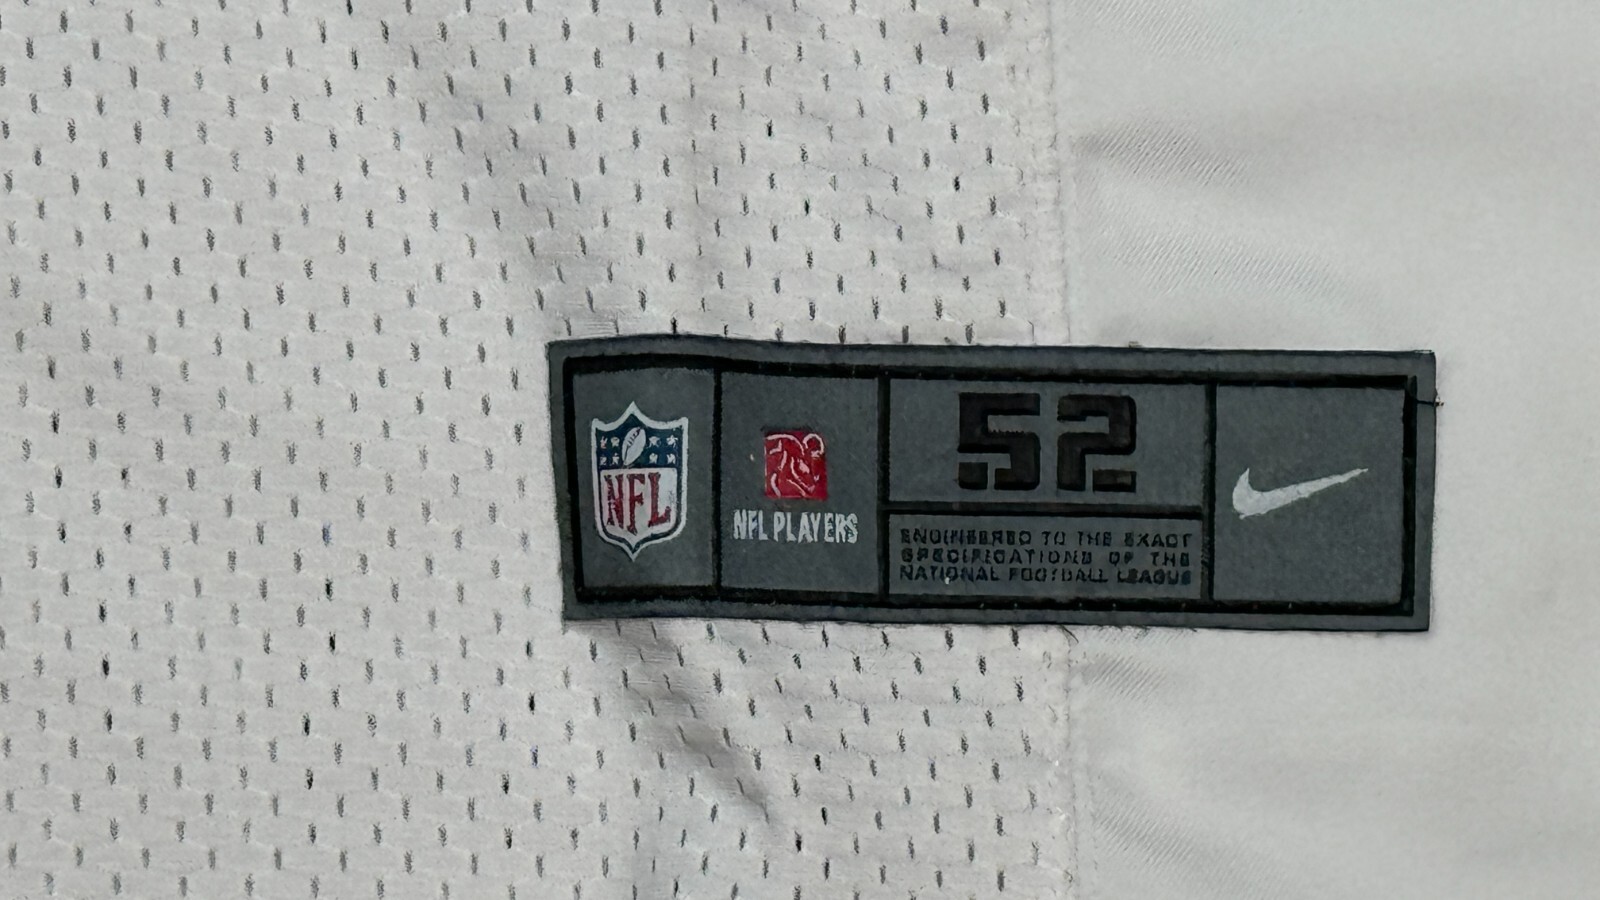 NFL
NFL PLAYERS
52
ENGINEERED TO THE EXACT
SPECIFICATIONS OF THE
NATIONAL FOOTBALL LEAGUE